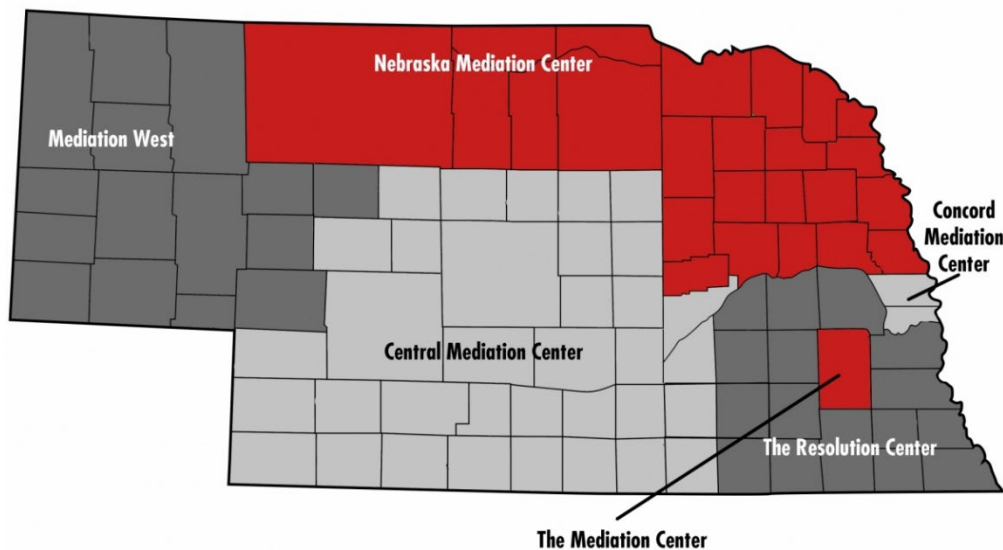 Nebraska Mediation Center
Mediation West
Concord
Mediation
Center
Central Mediation Center
The Resolution Center
The Mediation Center